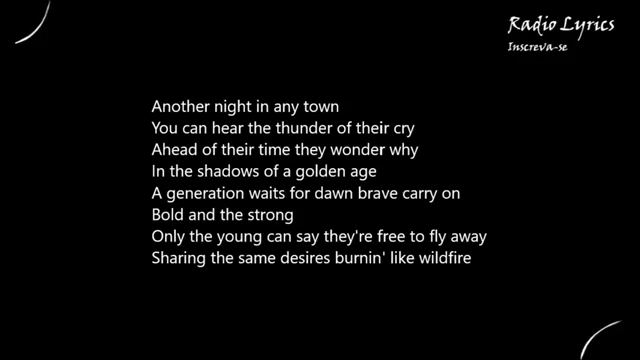 Radio Lyrics
Inscreva-se
Another night in any town
You can hear the thunder of their cry
Ahead of their time they wonder why
In the shadows of a golden age
A generation waits for dawn brave carry on
Bold and the strong
Only the young can say they're free to fly away
Sharing the same desires burnin' like wildfire